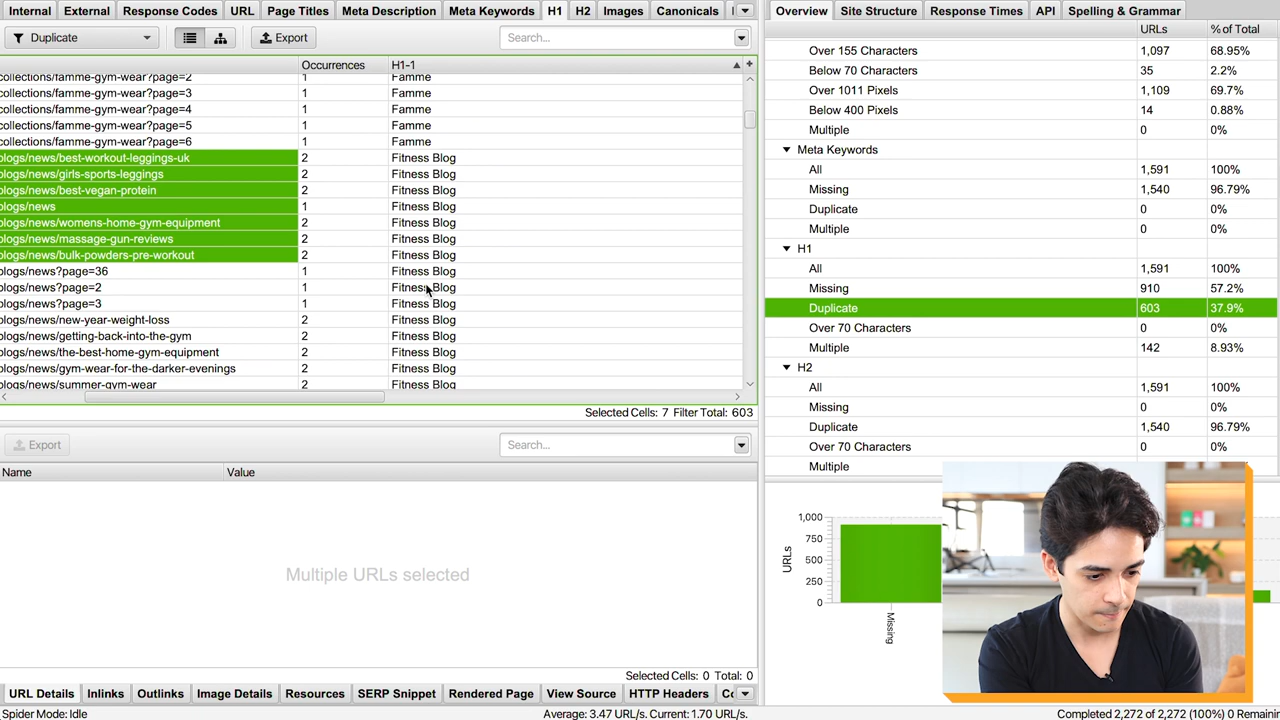 Internal External Response Codes URL Page Titles Meta Description Meta Keywords H1 H2 Images Canonicals
Duplicate Export Search...
Occurrences H1-1
collections/famme-gym-wear?page=2 1 Famme
collections/famme-gym-wear?page=3 1 Famme
collections/famme-gym-wear?page=4 1 Famme
collections/famme-gym-wear?page=5 1 Famme
collections/famme-gym-wear?page=6 1 Famme
blogs/news/best-workout-leggings-uk 2 Fitness Blog
blogs/news/girls-sports-leggings 2 Fitness Blog
blogs/news/best-vegan-protein 2 Fitness Blog
blogs/news 1 Fitness Blog
blogs/news/womens-home-gym-equipment 2 Fitness Blog
blogs/news/massage-gun-reviews 2 Fitness Blog
blogs/news/bulk-powders-pre-workout 2 Fitness Blog
blogs/news?page=36 1 Fitness Blog
blogs/news?page=2 1 Fitness Blog
blogs/news?page=3 1 Fitness Blog
blogs/news/new-year-weight-loss 2 Fitness Blog
blogs/news/getting-back-into-the-gym 2 Fitness Blog
blogs/news/the-best-home-gym-equipment 2 Fitness Blog
blogs/news/gym-wear-for-the-darker-evenings 2 Fitness Blog
blogs/news/summer-gym-wear 2 Fitness Blog
Selected Cells: 7 Filter Total: 603
Export Search...
Name Value
Multiple URLs selected
Selected Cells: 0 Total: 0
URL Details Inlinks Outlinks Image Details Resources SERP Snippet Rendered Page View Source HTTP Headers
Spider Mode: Idle Average: 3.47 URL/s. Current: 1.70 URL/s. Completed 2,272 of 2,272 (100%) 0 Remaining
Overview Site Structure Response Times API Spelling & Grammar
URLs % of Total
Over 155 Characters 1,097 68.95%
Below 70 Characters 35 2.2%
Over 1011 Pixels 1,109 69.7%
Below 400 Pixels 14 0.88%
Multiple 0 0%
Meta Keywords
All 1,591 100%
Missing 1,540 96.79%
Duplicate 0 0%
Multiple 0 0%
H1
All 1,591 100%
Missing 910 57.2%
Duplicate 603 37.9%
Over 70 Characters 0 0%
Multiple 142 8.93%
H2
All 1,591 100%
Missing 0 0%
Duplicate 1,540 96.79%
Over 70 Characters 0 0%
Multiple
URLs
1,000
750
500
250
0
Missing